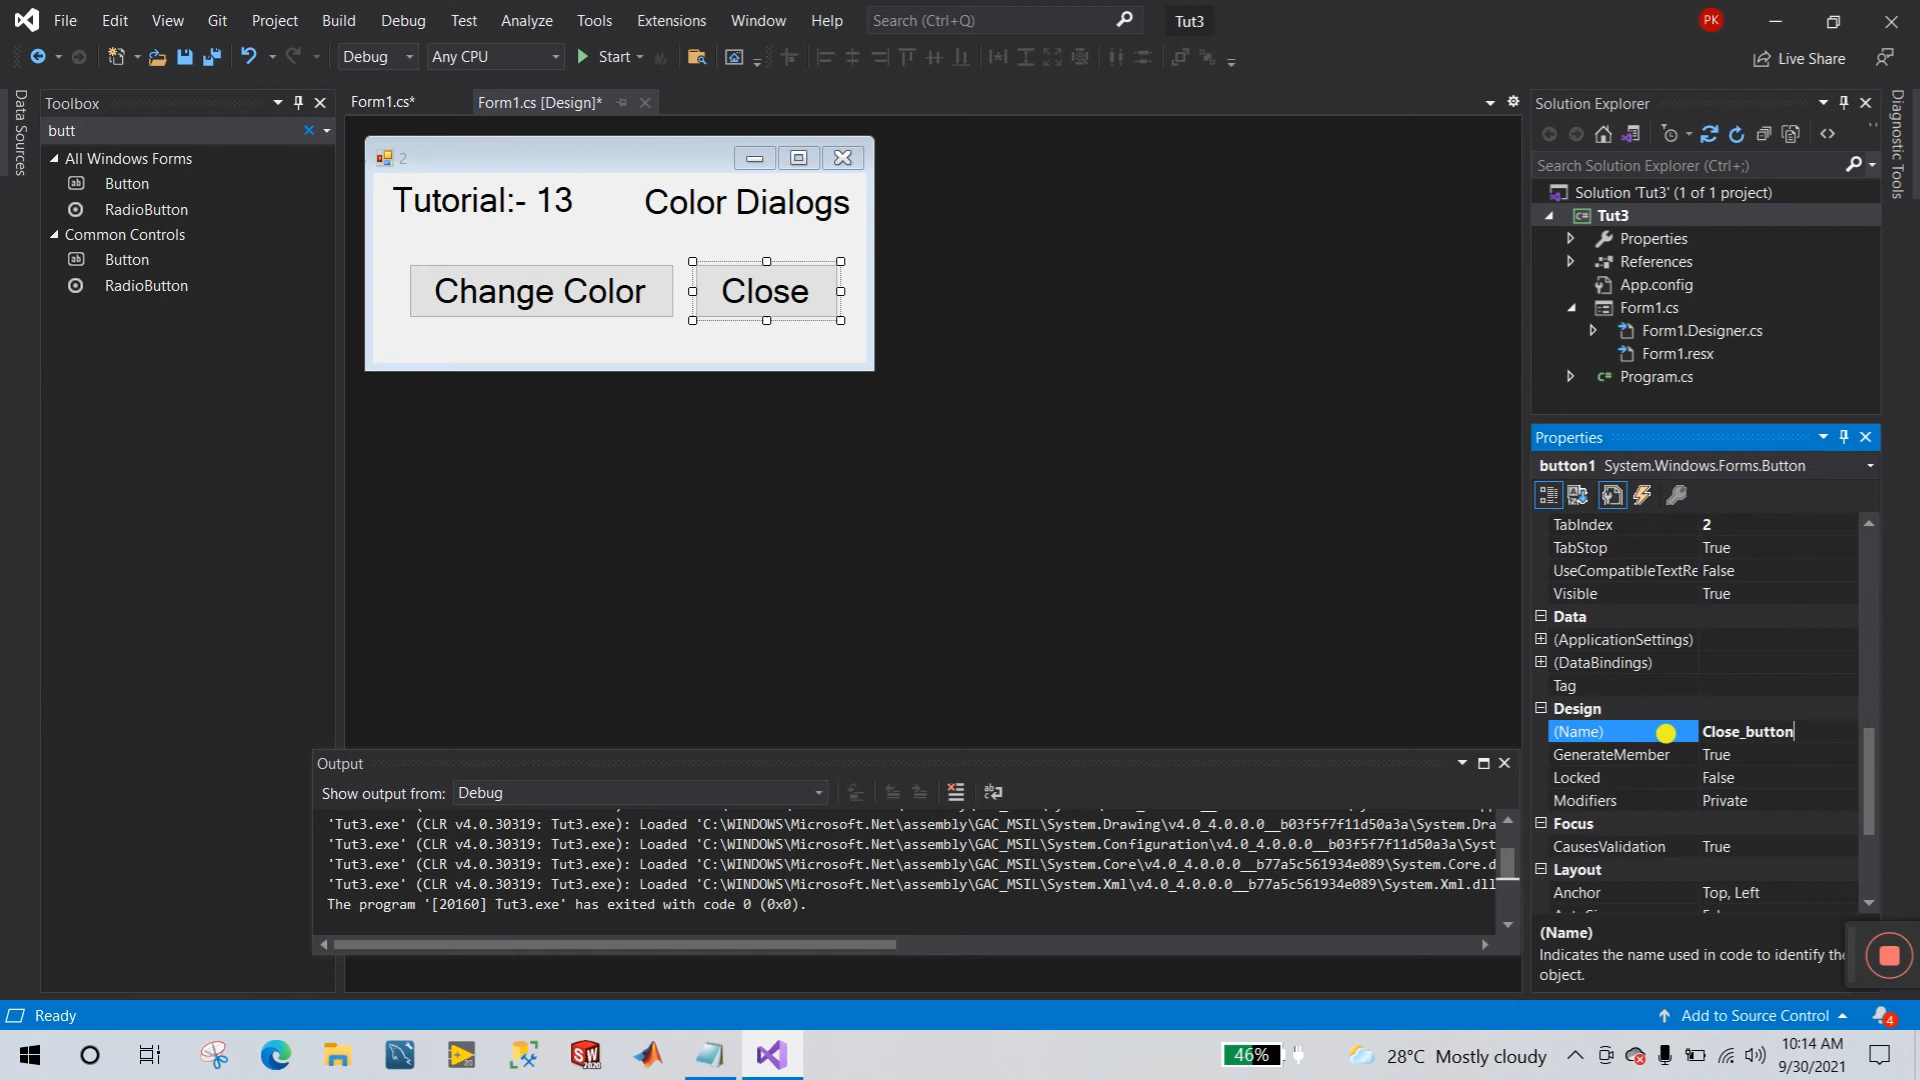 File Edit View Git Project Build Debug Test Analyze Tools Extensions Window Help Search (Ctrl+Q) Tut3 PK
Debug Any CPU Start Live Share
Data Sources
Toolbox
butt
All Windows Forms
Button
RadioButton
Common Controls
Button
RadioButton
Form1.cs* Form1.cs [Design]*
2
Tutorial:- 13 Color Dialogs
Change Color Close
Output
Show output from: Debug
'Tut3.exe' (CLR v4.0.30319: Tut3.exe): Loaded 'C:\WINDOWS\Microsoft.Net\assembly\GAC_MSIL\System.Drawing\v4.0_4.0.0.0__b03f5f7f11d50a3a\System.Dra
'Tut3.exe' (CLR v4.0.30319: Tut3.exe): Loaded 'C:\WINDOWS\Microsoft.Net\assembly\GAC_MSIL\System.Configuration\v4.0_4.0.0.0__b03f5f7f11d50a3a\Syst
'Tut3.exe' (CLR v4.0.30319: Tut3.exe): Loaded 'C:\WINDOWS\Microsoft.Net\assembly\GAC_MSIL\System.Core\v4.0_4.0.0.0__b77a5c561934e089\System.Core.d
'Tut3.exe' (CLR v4.0.30319: Tut3.exe): Loaded 'C:\WINDOWS\Microsoft.Net\assembly\GAC_MSIL\System.Xml\v4.0_4.0.0.0__b77a5c561934e089\System.Xml.dll
The program '[20160] Tut3.exe' has exited with code 0 (0x0).
Solution Explorer
Search Solution Explorer (Ctrl+;)
Solution 'Tut3' (1 of 1 project)
Tut3
Properties
References
App.config
Form1.cs
Form1.Designer.cs
Form1.resx
Program.cs
Diagnostic Tools
Properties
button1 System.Windows.Forms.Button
TabIndex 2
TabStop True
UseCompatibleTextRe False
Visible True
Data
(ApplicationSettings)
(DataBindings)
Tag
Design
(Name) Close_button
GenerateMember True
Locked False
Modifiers Private
Focus
CausesValidation True
Layout
Anchor Top, Left
(Name)
Indicates the name used in code to identify the
object.
Ready Add to Source Control 4
46% 28°C Mostly cloudy 10:14 AM
9/30/2021